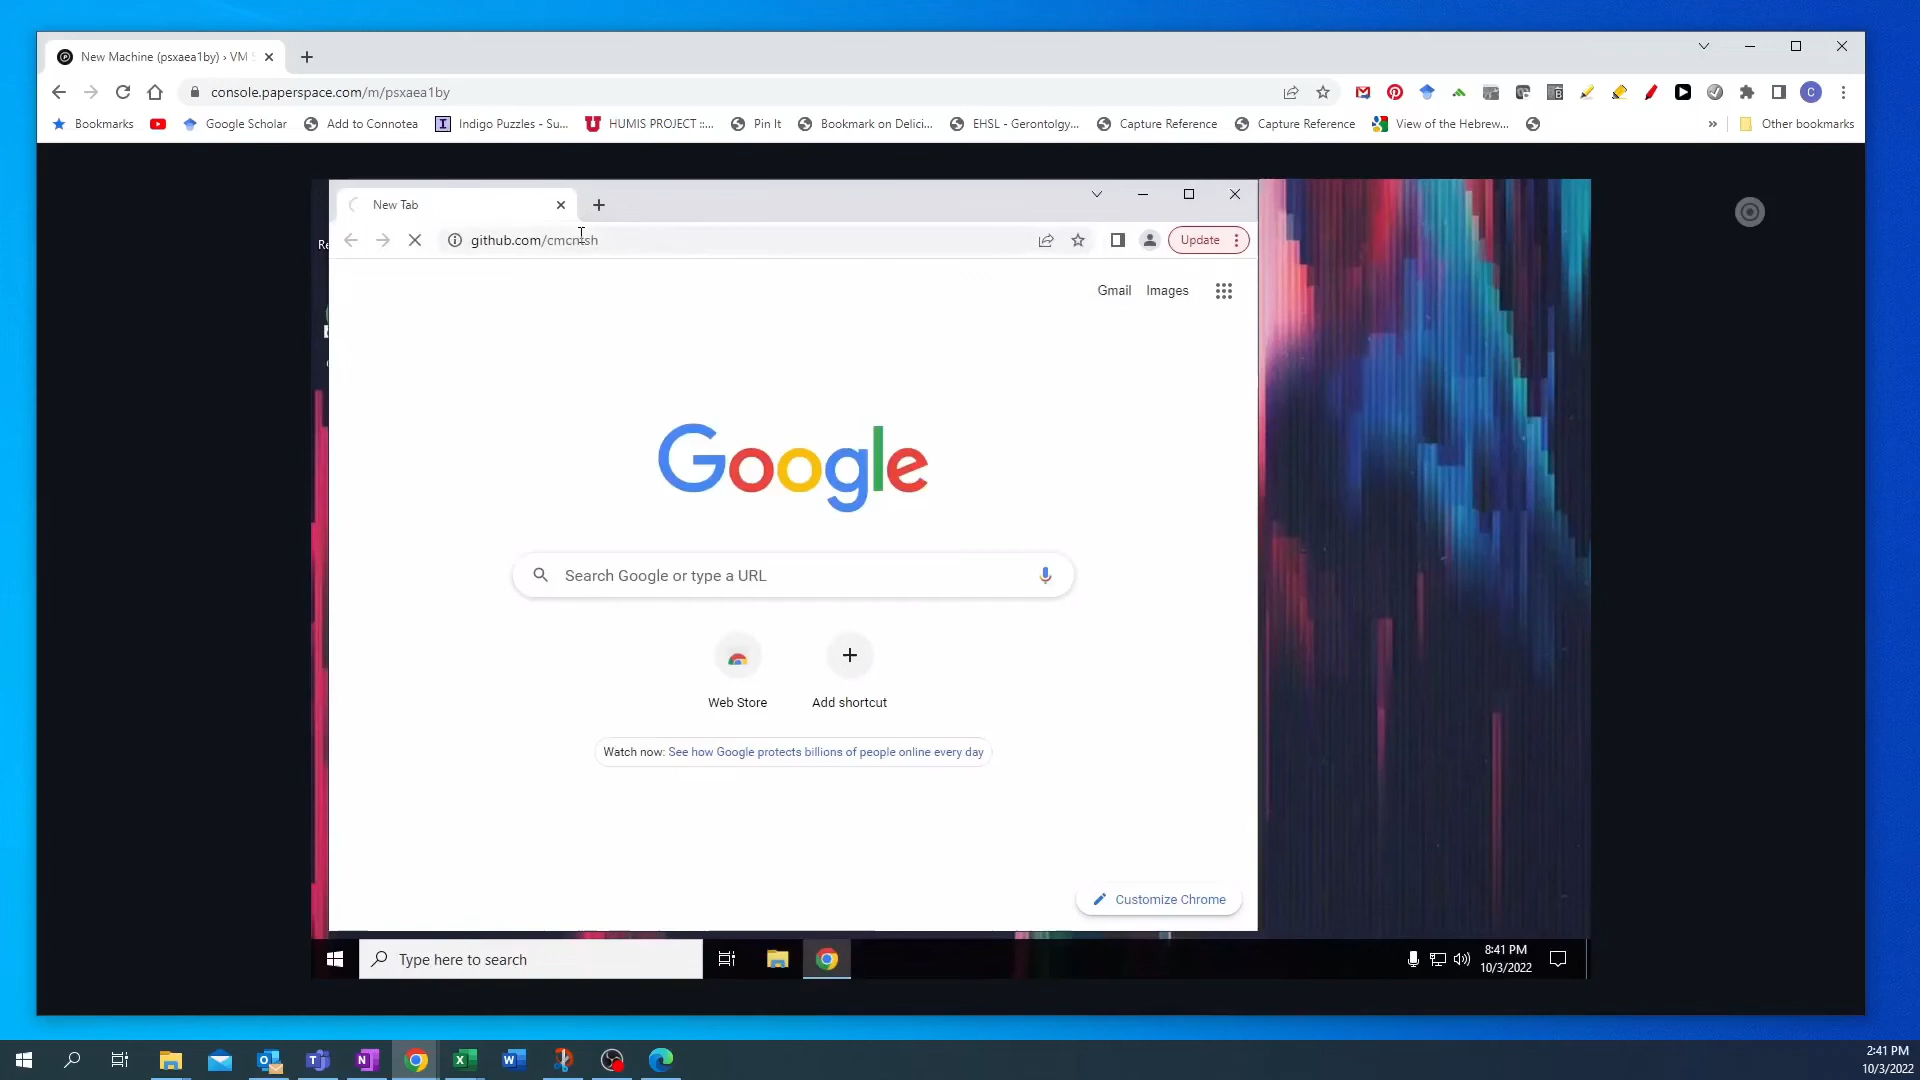 New Machine (psxaea1by) › VM
console.paperspace.com/m/psxaea1by
C
Bookmarks
Google Scholar
Add to Connotea
Indigo Puzzles - Su...
HUMIS PROJECT ::...
Pin It
Bookmark on Delici...
EHSL - Gerontolgy...
Capture Reference
Capture Reference
View of the Hebrew...
»
Other bookmarks
New Tab
Re
github.com/cmcntsh
Update
Gmail
Images
Google
Search Google or type a URL
Web Store
Add shortcut
Watch now: See how Google protects billions of people online every day
Customize Chrome
Type here to search
8:41 PM
10/3/2022
2:41 PM
10/3/2022